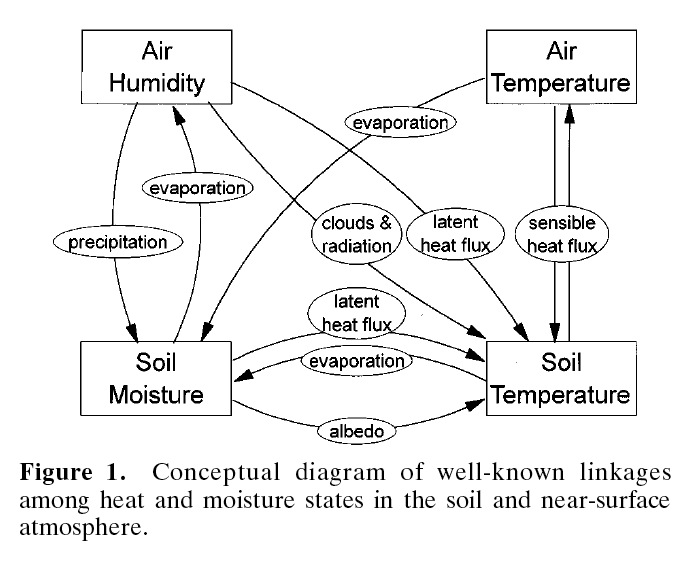 Air
Humidity
Air
Temperature
evaporation
evaporation
precipitation
clouds &
radiation
latent
heat flux
sensible
heat flux
latent
heat flux
evaporation
Soil
Moisture
Soil
Temperature
albedo
Figure 1. Conceptual diagram of well-known linkages
among heat and moisture states in the soil and near-surface
atmosphere.